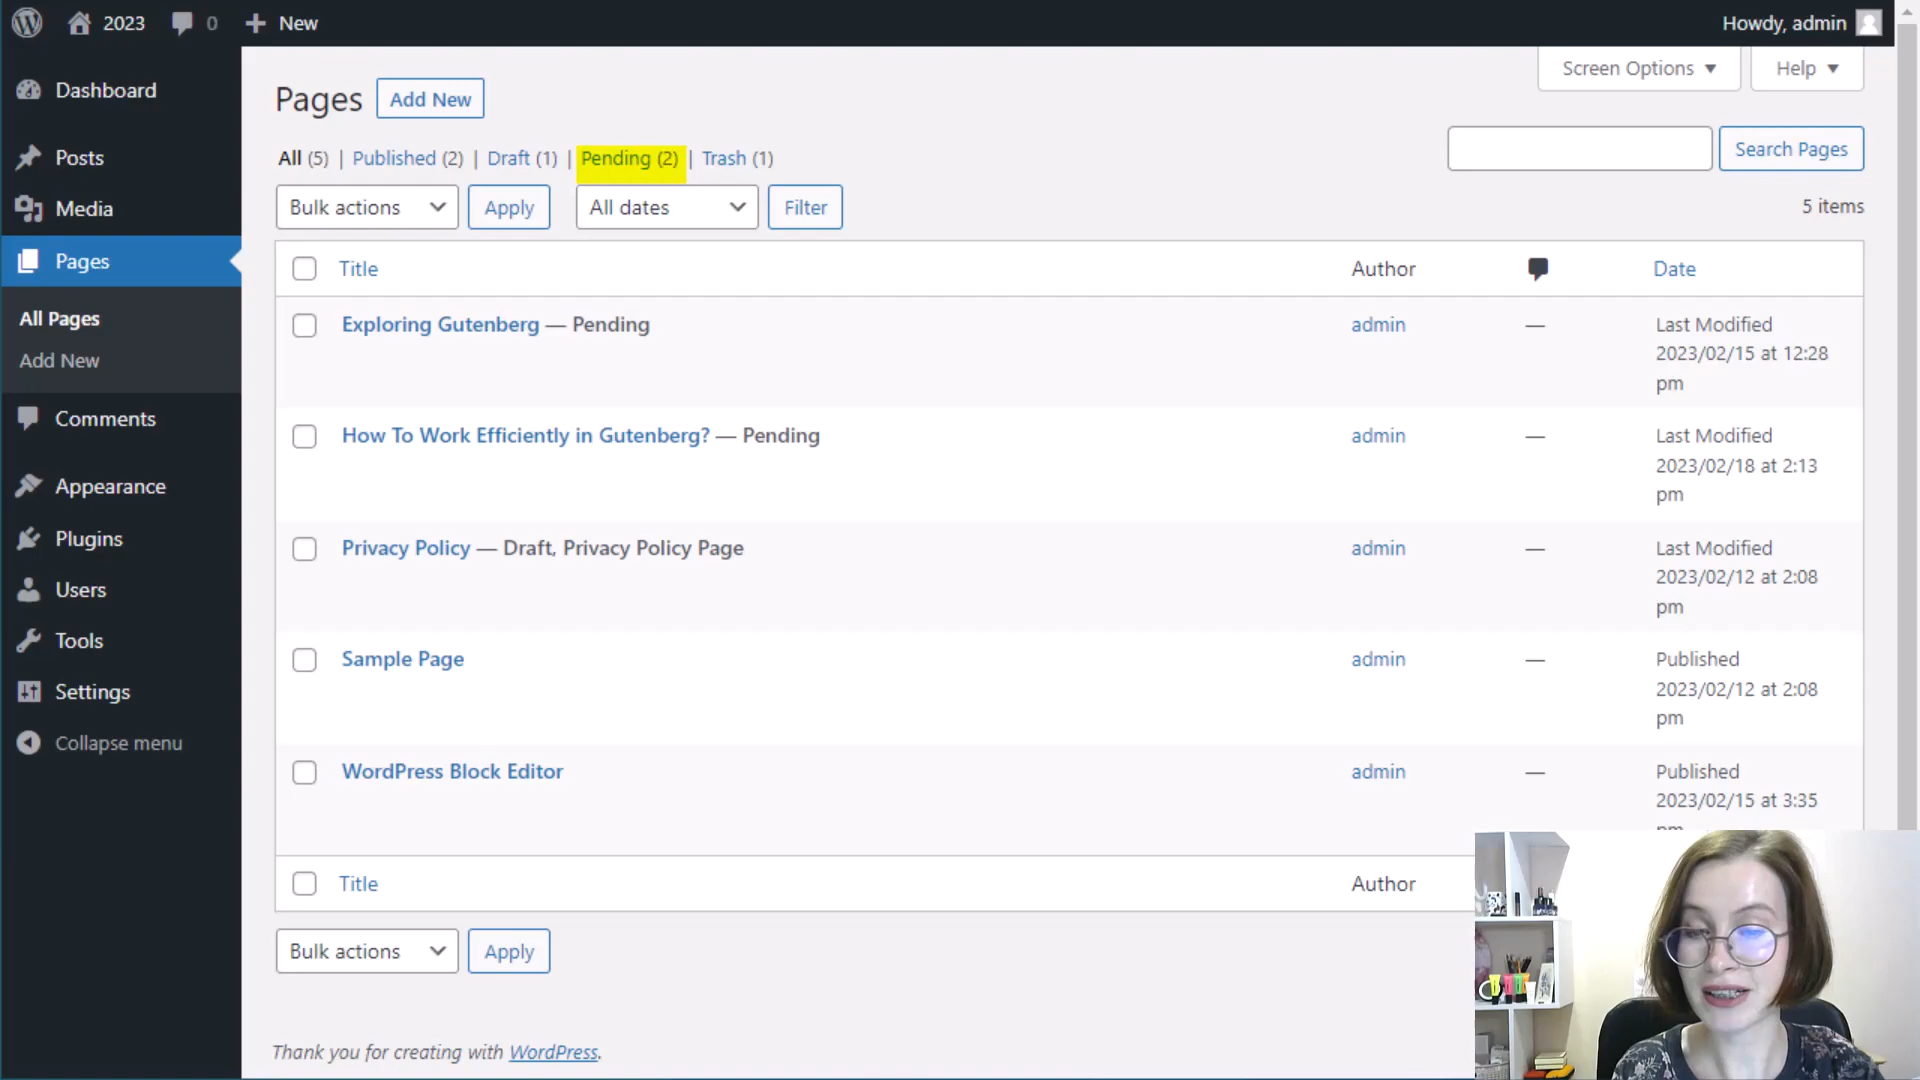 2023
0
New
Howdy, admin
Dashboard
Posts
Media
Pages
All Pages
Add New
Comments
Appearance
Plugins
Users
Tools
Settings
Collapse menu
Screen Options
Help
Pages
Add New
All (5) | Published (2) | Draft (1) | Pending (2) | Trash (1)
Search Pages
Bulk actions
Apply
All dates
Filter
5 items
Title
Author
Date
Exploring Gutenberg — Pending
admin
—
Last Modified
2023/02/15 at 12:28
pm
How To Work Efficiently in Gutenberg? — Pending
admin
—
Last Modified
2023/02/18 at 2:13
pm
Privacy Policy — Draft, Privacy Policy Page
admin
—
Last Modified
2023/02/12 at 2:08
pm
Sample Page
admin
—
Published
2023/02/12 at 2:08
pm
WordPress Block Editor
admin
—
Published
2023/02/15 at 3:35
pm
Title
Author
Bulk actions
Apply
Thank you for creating with WordPress.